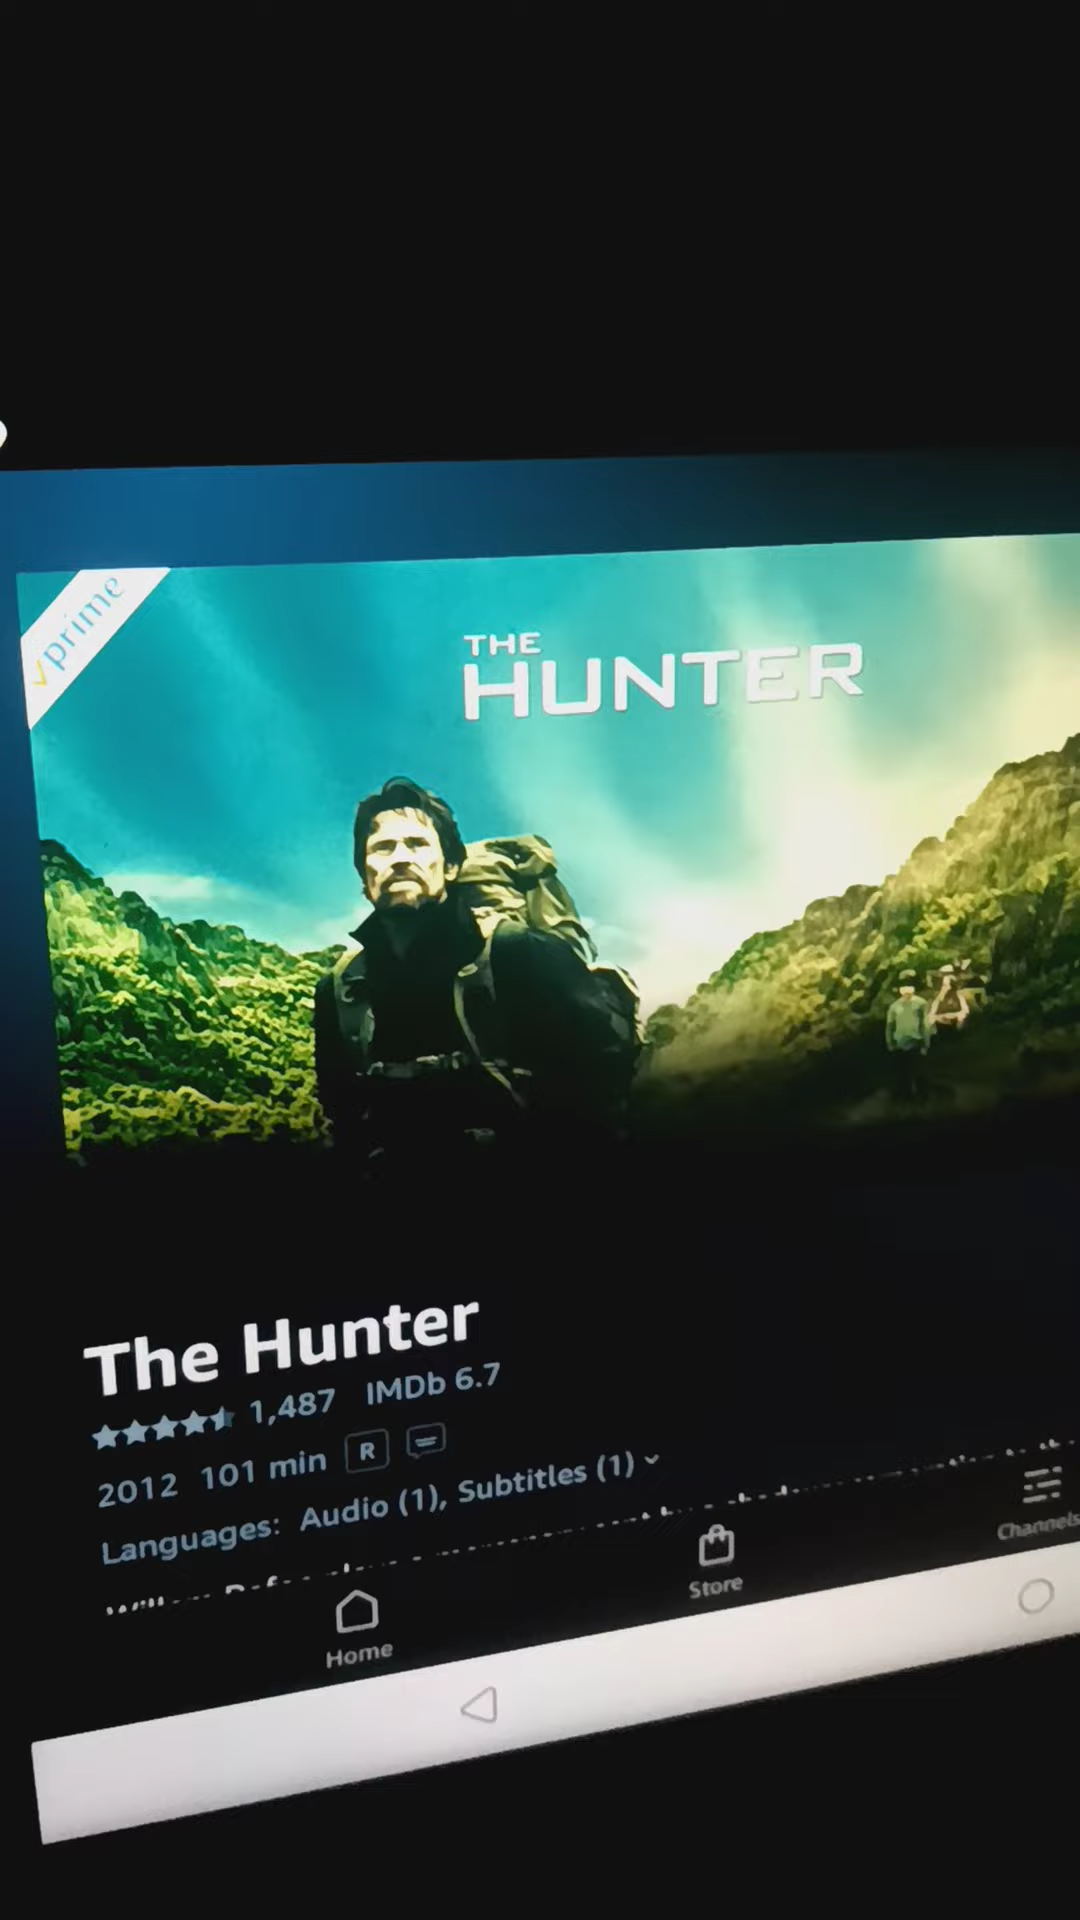 prime
THE
HUNTER
The Hunter
1,487 IMDb 6.7
2012 101 min R
Languages: Audio (1), Subtitles (1)
Home
Store
Channels